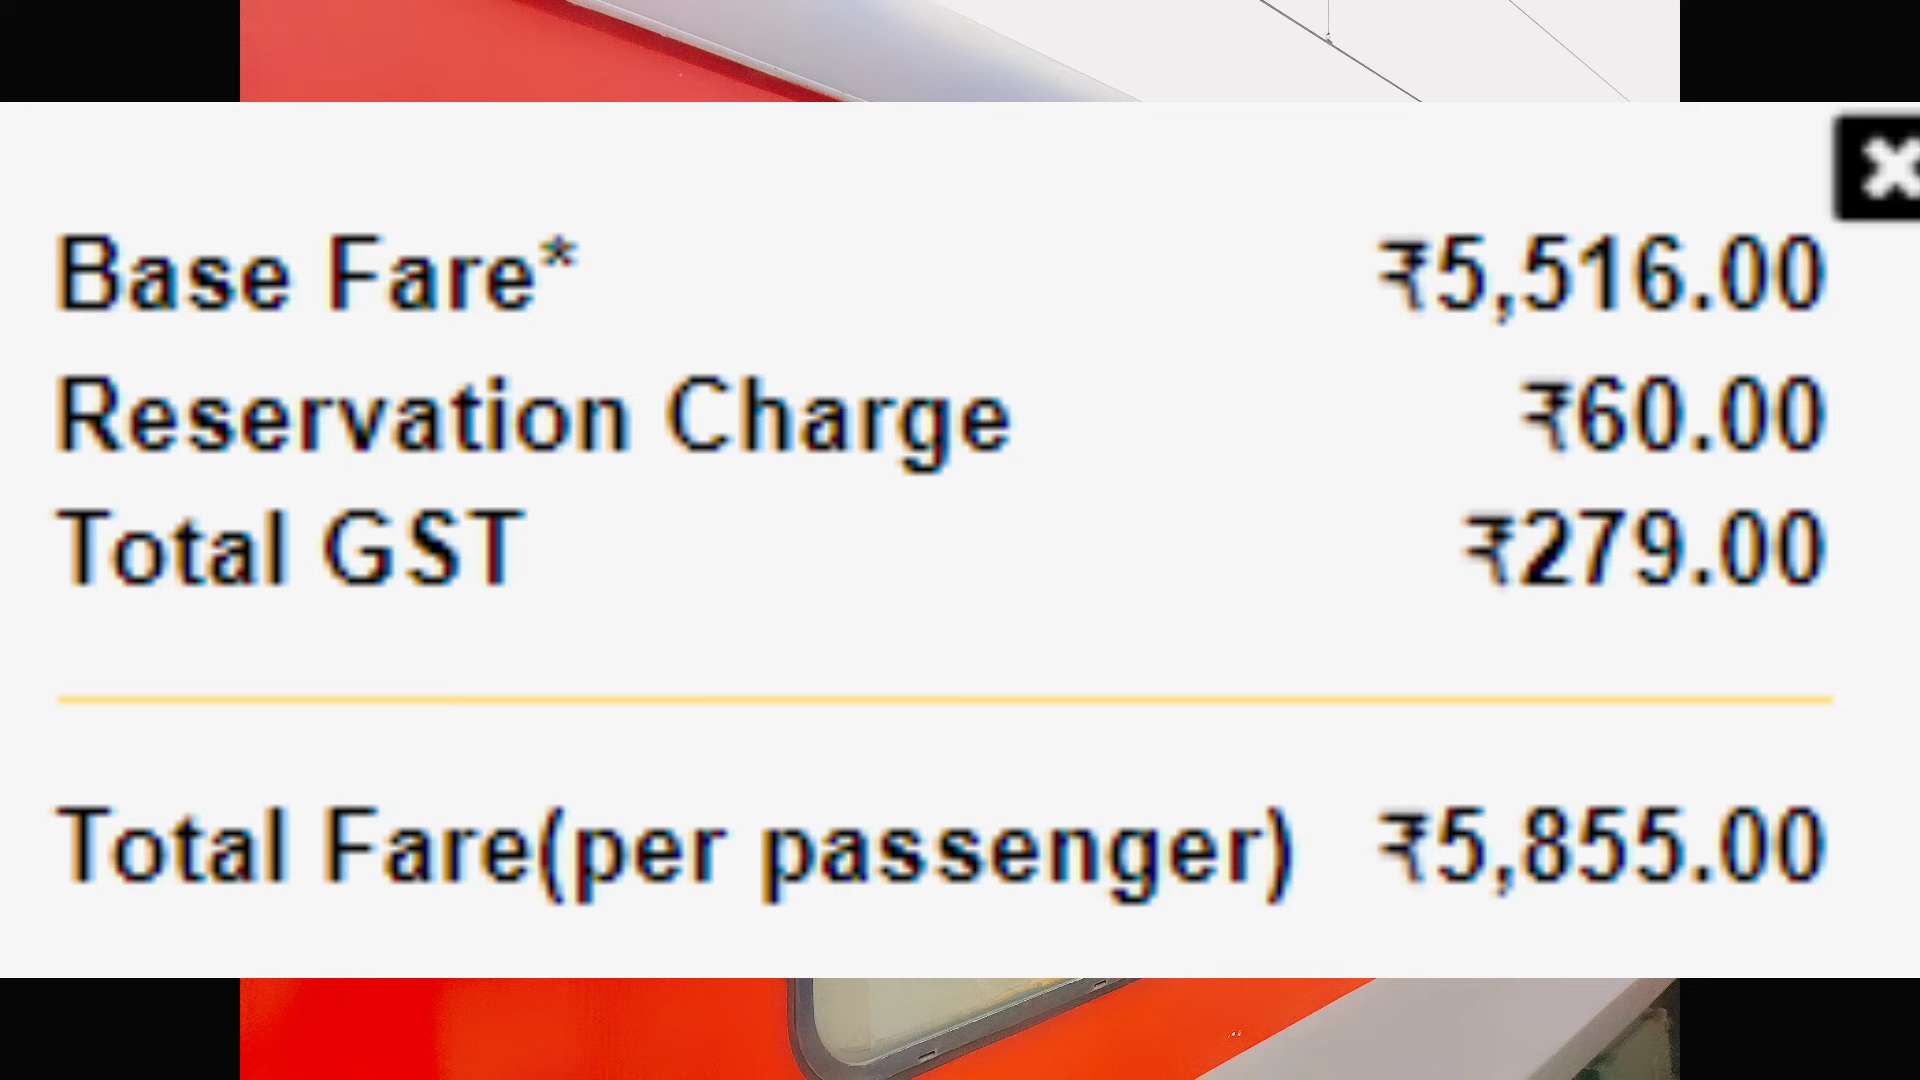 Base Fare* ₹5,516.00
Reservation Charge ₹60.00
Total GST ₹279.00
Total Fare(per passenger) ₹5,855.00